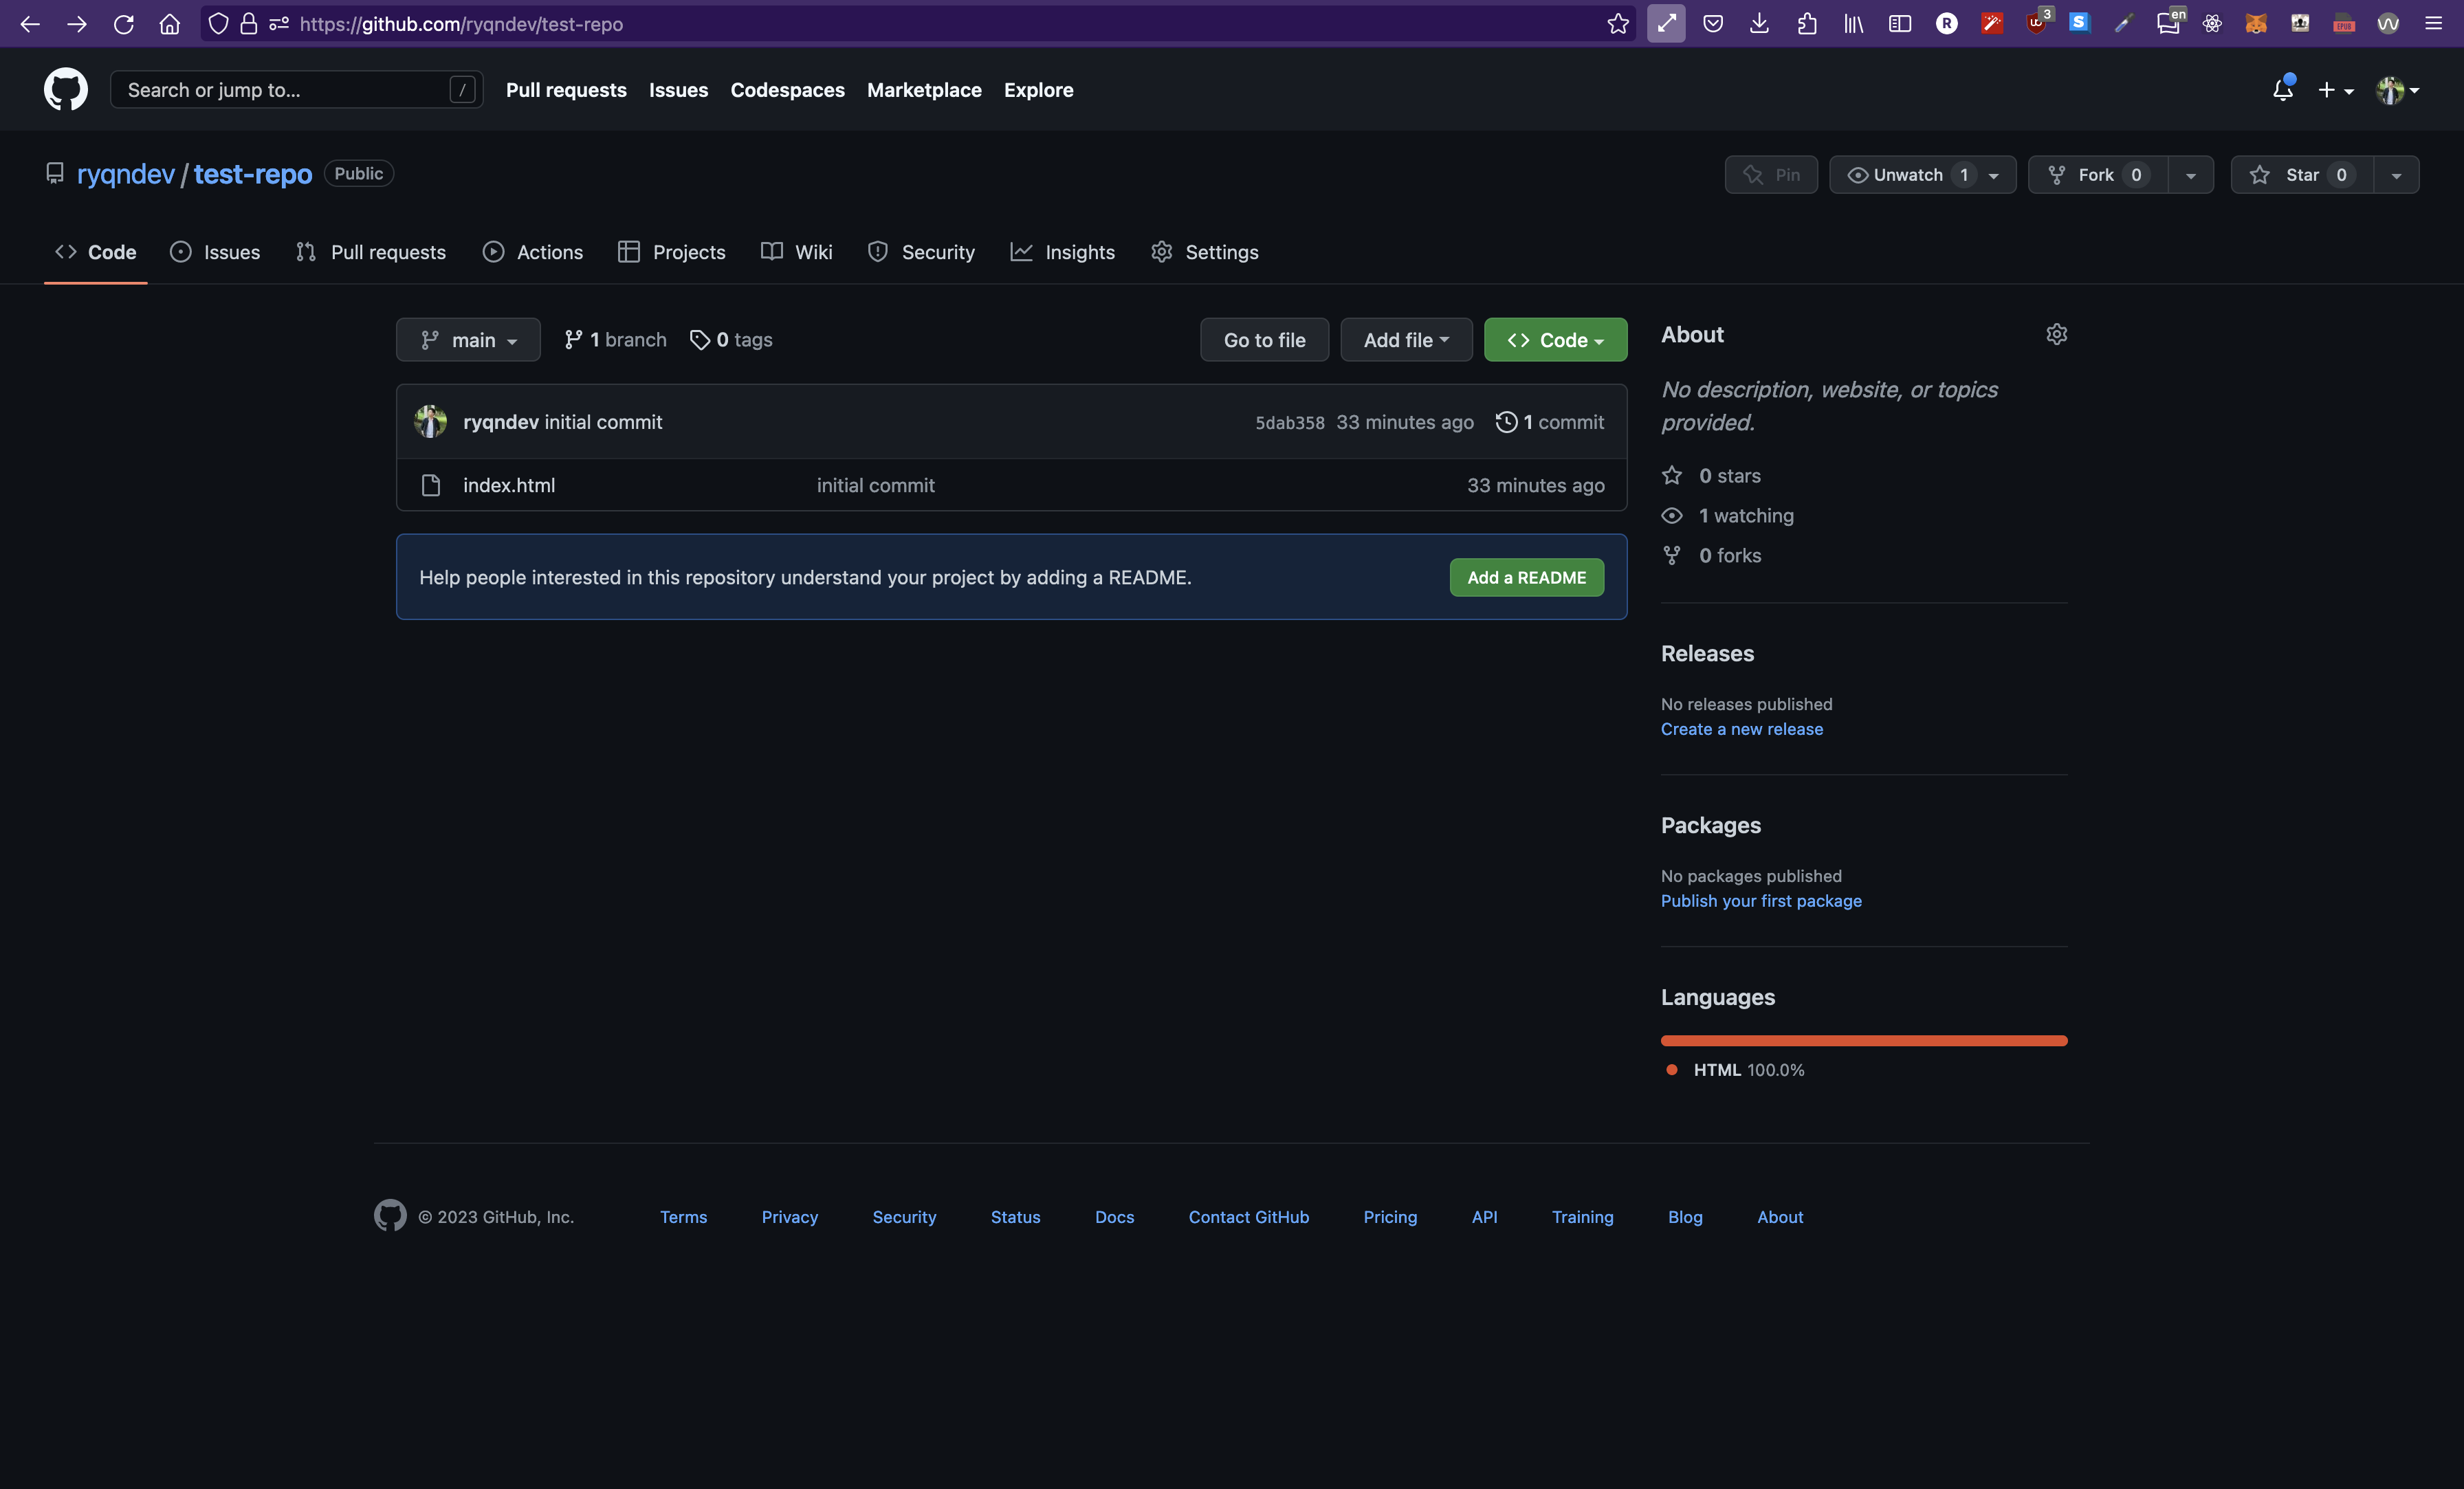 https://github.com/ryqndev/test-repo
R 3 S en EPUB
Search or jump to... / Pull requests Issues Codespaces Marketplace Explore
ryqndev / test-repo Public Pin Unwatch 1 Fork 0 Star 0
Code Issues Pull requests Actions Projects Wiki Security Insights Settings
main 1 branch 0 tags Go to file Add file Code
ryqndev initial commit 5dab358 33 minutes ago 1 commit
index.html initial commit 33 minutes ago
Help people interested in this repository understand your project by adding a README. Add a README
About
No description, website, or topics
provided.
0 stars
1 watching
0 forks
Releases
No releases published
Create a new release
Packages
No packages published
Publish your first package
Languages
HTML 100.0%
© 2023 GitHub, Inc. Terms Privacy Security Status Docs Contact GitHub Pricing API Training Blog About